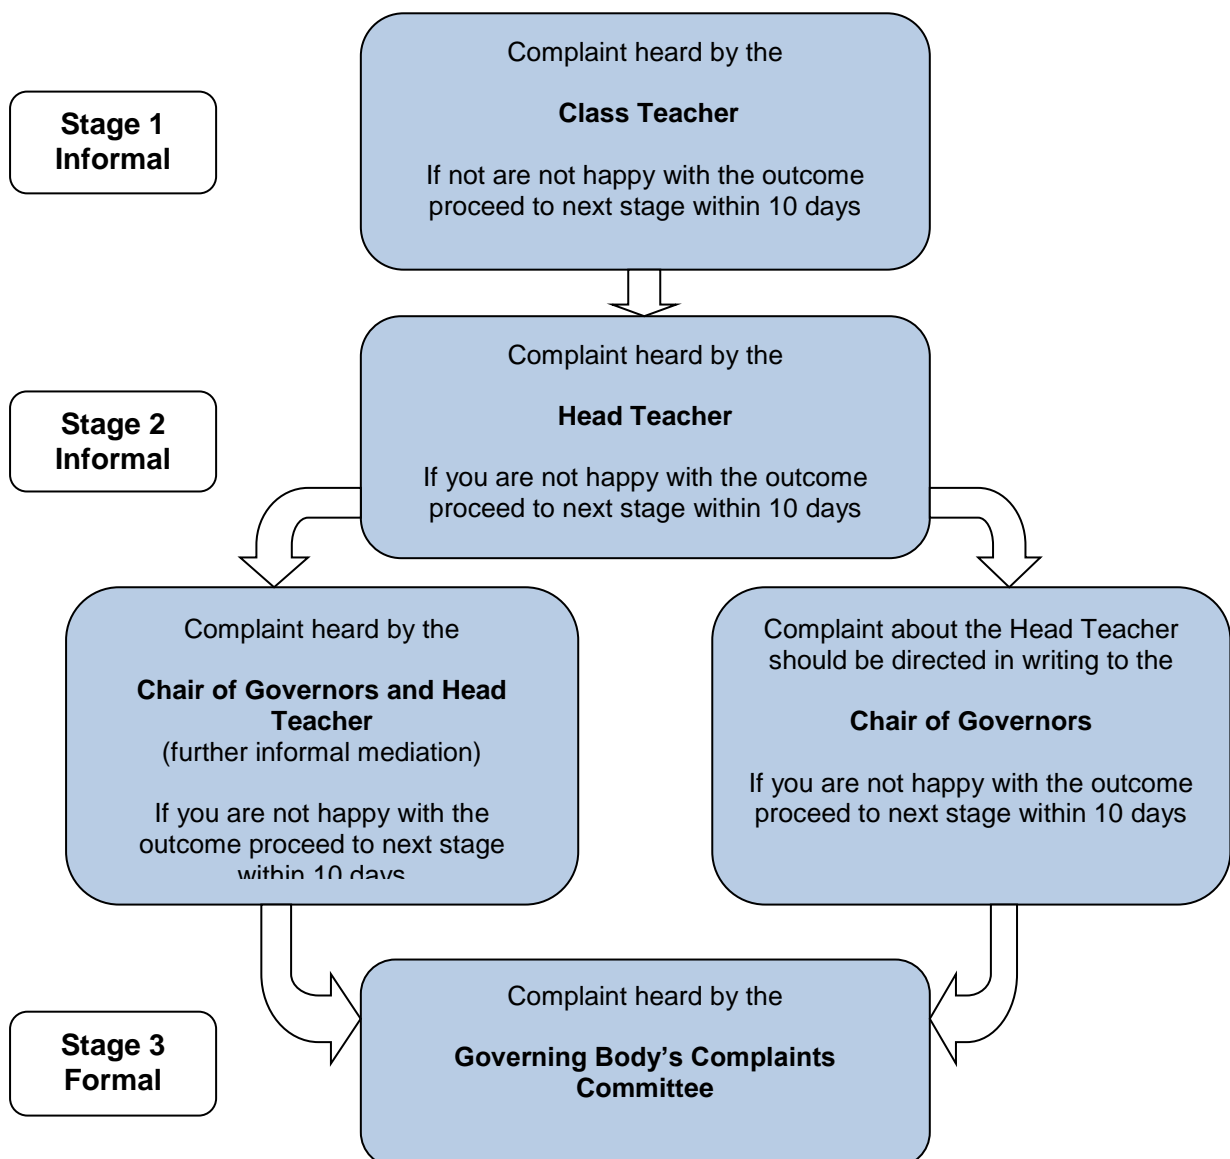 Stage 1
Informal
Complaint heard by the
Class Teacher
If not are not happy with the outcome
proceed to next stage within 10 days
Stage 2
Informal
Complaint heard by the
Head Teacher
If you are not happy with the outcome
proceed to next stage within 10 days
Complaint heard by the
Chair of Governors and Head
Teacher
(further informal mediation)
If you are not happy with the
outcome proceed to next stage
within 10 days
Complaint about the Head Teacher
should be directed in writing to the
Chair of Governors
If you are not happy with the outcome
proceed to next stage within 10 days
Stage 3
Formal
Complaint heard by the
Governing Body’s Complaints
Committee